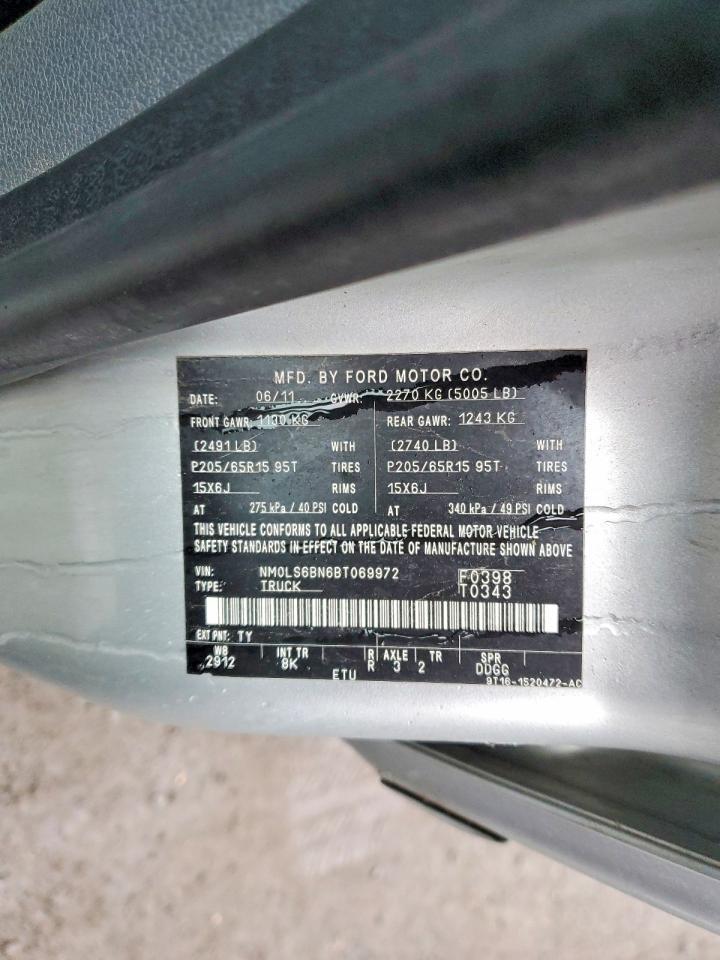 MFD. BY FORD MOTOR CO.
DATE: 06/11 GVWR: 2270 KG (5005 LB)
FRONT GAWR: 1130 KG REAR GAWR: 1243 KG
(2491 LB) WITH (2740 LB) WITH
P205/65R15 95T TIRES P205/65R15 95T TIRES
15X6J RIMS 15X6J RIMS
AT 275 kPa / 40 PSI COLD AT 340 kPa / 49 PSI COLD
THIS VEHICLE CONFORMS TO ALL APPLICABLE FEDERAL MOTOR VEHICLE
SAFETY STANDARDS IN EFFECT ON THE DATE OF MANUFACTURE SHOWN ABOVE
VIN: NM0LS6BN6BT069972 F0398
TYPE: TRUCK T0343
EXT PNT: TY
WB INT TR R AXLE TR SPR
2912 8K R 3 2 DDGG
ETU 9T16-1520472-AC